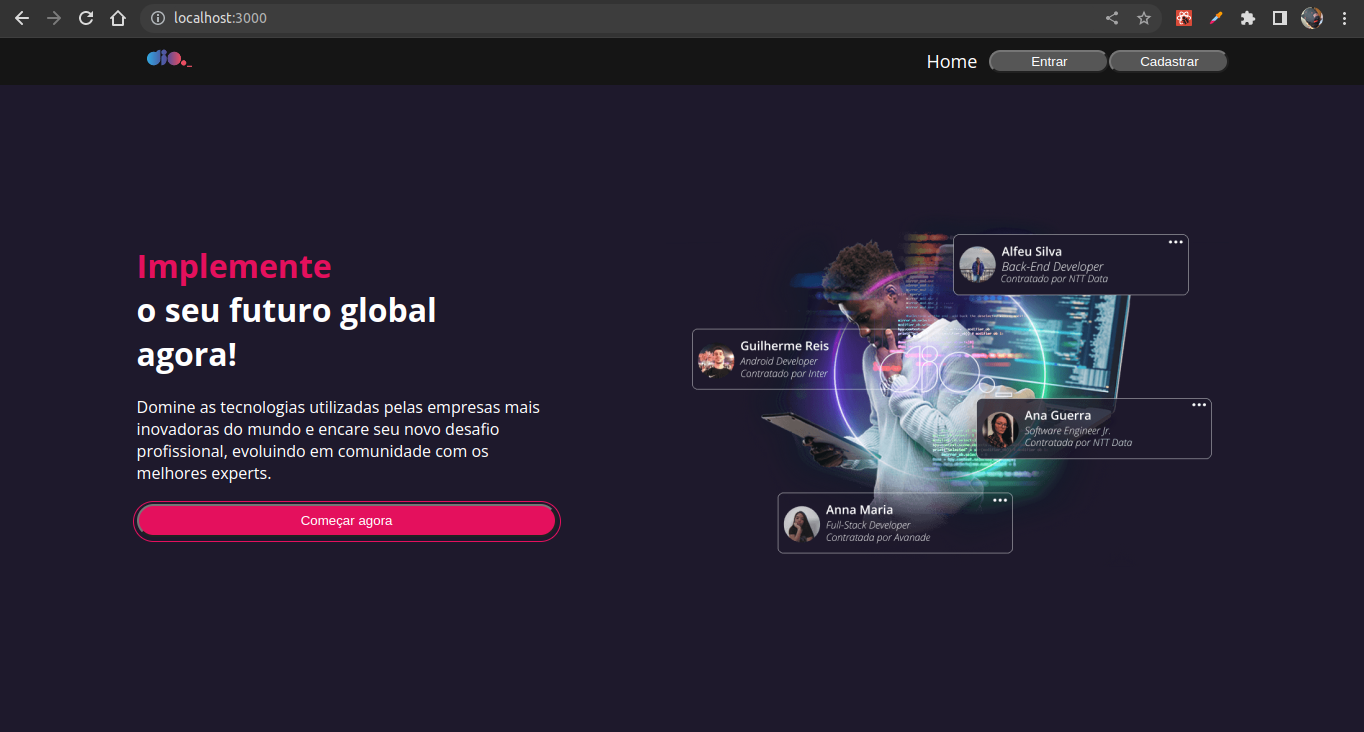 localhost:3000
dio._
Home
Entrar
Cadastrar
Implemente
o seu futuro global
agora!
Domine as tecnologias utilizadas pelas empresas mais
inovadoras do mundo e encare seu novo desafio
profissional, evoluindo em comunidade com os
melhores experts.
Começar agora
Alfeu Silva
Back-End Developer
Contratado por NTT Data
Guilherme Reis
Android Developer
Contratado por Inter
dio._
Ana Guerra
Software Engineer Jr.
Contratada por NTT Data
Anna Maria
Full-Stack Developer
Contratada por Avanade